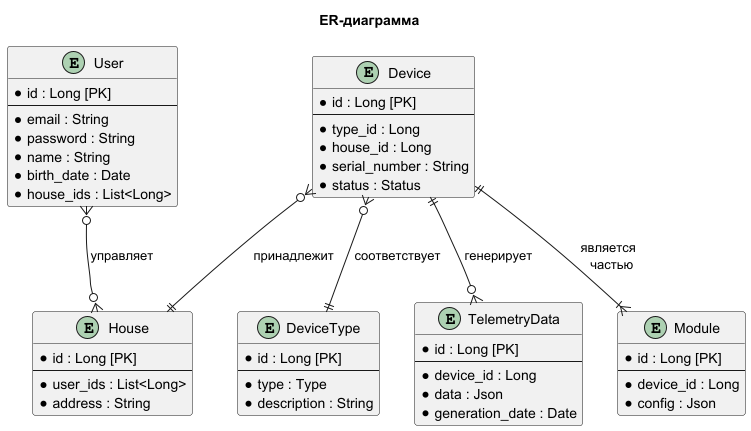 ER-диаграмма
E User
id : Long [PK]
email : String
password : String
name : String
birth_date : Date
house_ids : List<Long>
E Device
id : Long [PK]
type_id : Long
house_id : Long
serial_number : String
status : Status
управляет
принадлежит
соответствует
генерирует
является
частью
E House
id : Long [PK]
user_ids : List<Long>
address : String
E DeviceType
id : Long [PK]
type : Type
description : String
E TelemetryData
id : Long [PK]
device_id : Long
data : Json
generation_date : Date
E Module
id : Long [PK]
device_id : Long
config : Json